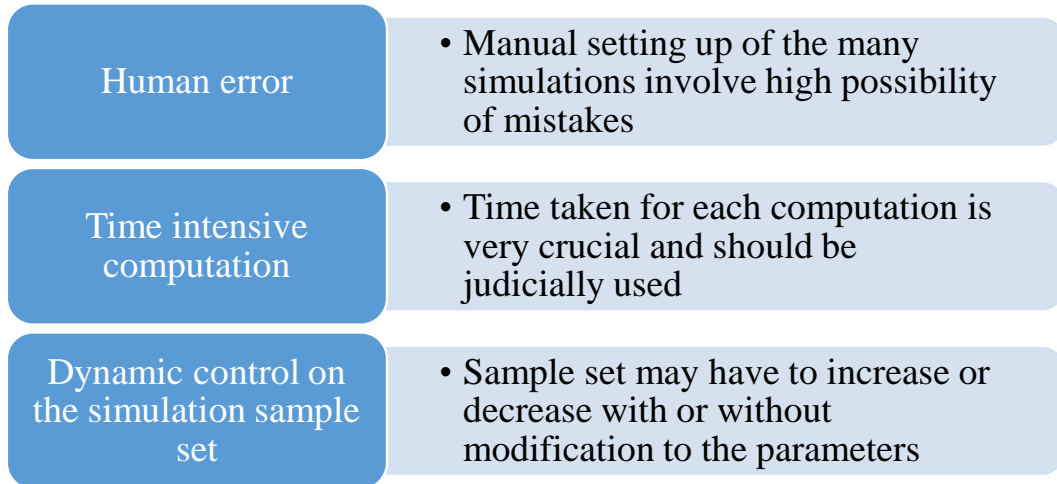 Human error
• Manual setting up of the many
simulations involve high possibility
of mistakes
Time intensive
computation
• Time taken for each computation is
very crucial and should be
judicially used
Dynamic control on
the simulation sample
set
• Sample set may have to increase or
decrease with or without
modification to the parameters